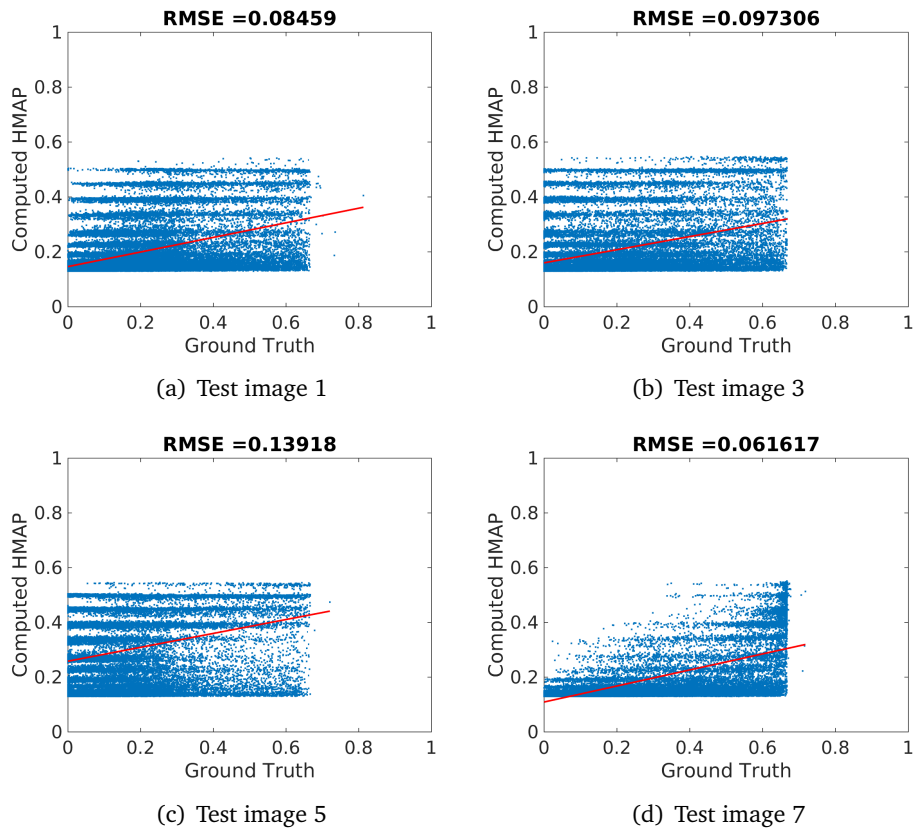 RMSE =0.08459
1
0.8
0.6
0.4
0.2
0
Computed HMAP
0 0.2 0.4 0.6 0.8 1
Ground Truth
(a) Test image 1
RMSE =0.097306
1
0.8
0.6
0.4
0.2
0
Computed HMAP
0 0.2 0.4 0.6 0.8 1
Ground Truth
(b) Test image 3
RMSE =0.13918
1
0.8
0.6
0.4
0.2
0
Computed HMAP
0 0.2 0.4 0.6 0.8 1
Ground Truth
(c) Test image 5
RMSE =0.061617
1
0.8
0.6
0.4
0.2
0
Computed HMAP
0 0.2 0.4 0.6 0.8 1
Ground Truth
(d) Test image 7